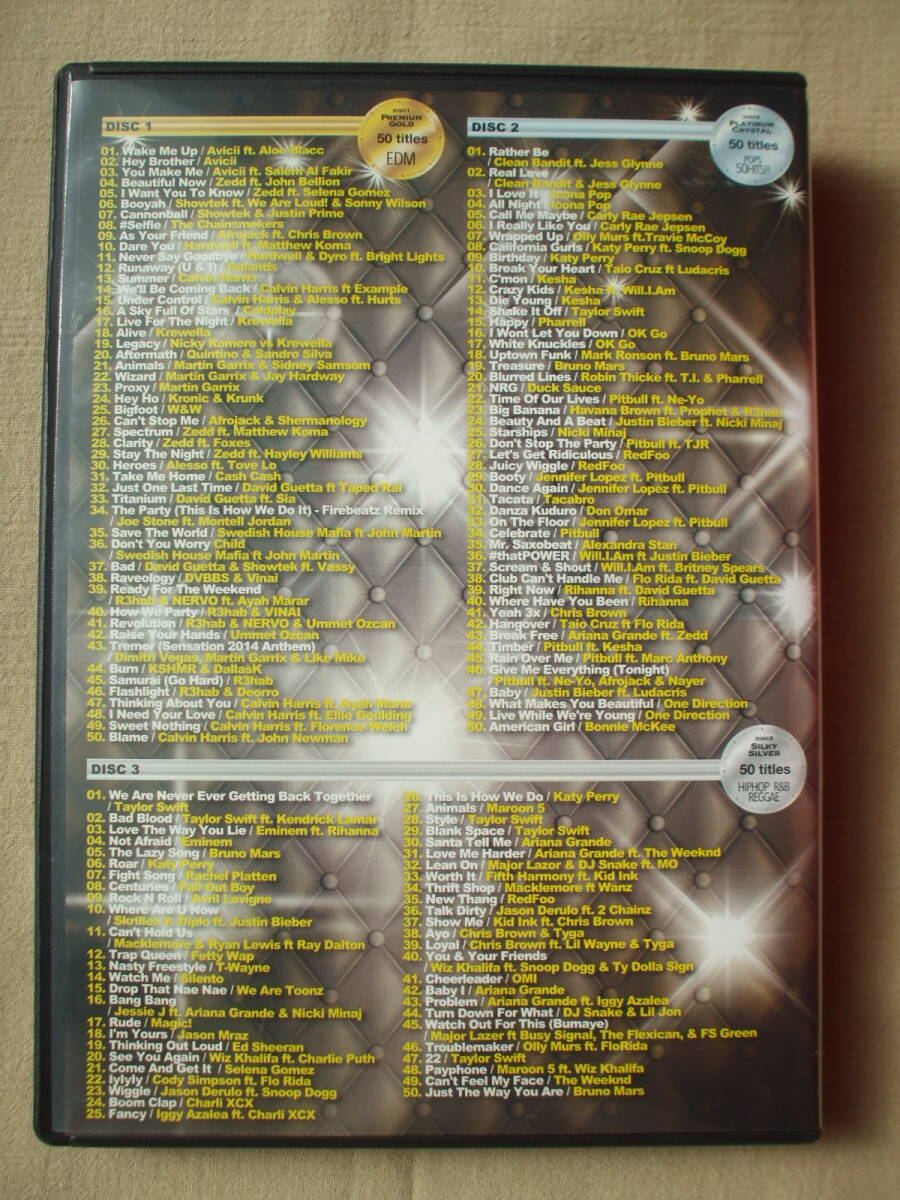 DISC 1
DISC1
PREMIUM
GOLD
50 titles
EDM
01. Wake Me Up / Avicii ft. Aloe Blacc
02. Hey Brother / Avicii
03. You Make Me / Avicii ft. Salem Al Fakir
04. Beautiful Now / Zedd ft. John Bellion
05. I Want You To Know / Zedd ft. Selena Gomez
06. Booyah / Showtek ft. We Are Loud! & Sonny Wilson
07. Cannonball / Showtek & Justin Prime
08. #Selfie / The Chainsmokers
09. As Your Friend / Afrojack ft. Chris Brown
10. Dare You / Hardwell ft. Matthew Koma
11. Never Say Goodbye / Hardwell & Dyro ft. Bright Lights
12. Runaway (U & I) / Galantis
13. Summer / Calvin Harris
14. We'll Be Coming Back / Calvin Harris ft Example
15. Under Control / Calvin Harris & Alesso ft. Hurts
16. A Sky Full Of Stars / Coldplay
17. Live For The Night / Krewella
18. Alive / Krewella
19. Legacy / Nicky Romero vs Krewella
20. Aftermath / Quintino & Sandro Silva
21. Animals / Martin Garrix & Sidney Samsom
22. Wizard / Martin Garrix & Jay Hardway
23. Proxy / Martin Garrix
24. Hey Ho / Kronic & Krunk
25. Bigfoot / W&W
26. Can't Stop Me / Afrojack & Shermanology
27. Spectrum / Zedd ft. Matthew Koma
28. Clarity / Zedd ft. Foxes
29. Stay The Night / Zedd ft. Hayley Williams
30. Heroes / Alesso ft. Tove Lo
31. Take Me Home / Cash Cash
32. Just One Last Time / David Guetta ft Taped Rai
33. Titanium / David Guetta ft. Sia
34. The Party (This Is How We Do It) - Firebeatz Remix
/ Joe Stone ft. Montell Jordan
35. Save The World / Swedish House Mafia ft John Martin
36. Don't You Worry Child
/ Swedish House Mafia ft John Martin
37. Bad / David Guetta & Showtek ft. Vassy
38. Raveology / DVBBS & Vinai
39. Ready For The Weekend
/ R3hab & NERVO ft. Ayah Marar
40. How We Party / R3hab & VINAI
41. Revolution / R3hab & NERVO & Ummet Ozcan
42. Raise Your Hands / Ummet Ozcan
43. Tremor (Sensation 2014 Anthem)
/ Dimitri Vegas, Martin Garrix & Like Mike
44. Burn / KSHMR & DallasK
45. Samurai (Go Hard) / R3hab
46. Flashlight / R3hab & Deorro
47. Thinking About You / Calvin Harris ft. Ayah Marar
48. I Need Your Love / Calvin Harris ft. Ellie Goulding
49. Sweet Nothing / Calvin Harris ft. Florence Welch
50. Blame / Calvin Harris ft. John Newman
DISC 2
DISC2
PLATINUM
CRYSTAL
50 titles
POPS
50HITS!!
01. Rather Be
/ Clean Bandit ft. Jess Glynne
02. Real Love
/ Clean Bandit & Jess Glynne
03. I Love It / Icona Pop
04. All Night / Icona Pop
05. Call Me Maybe / Carly Rae Jepsen
06. I Really Like You / Carly Rae Jepsen
07. Wrapped Up / Olly Murs ft.Travie McCoy
08. California Gurls / Katy Perry ft. Snoop Dogg
09. Birthday / Katy Perry
10. Break Your Heart / Taio Cruz ft Ludacris
11. C'mon / Kesha
12. Crazy Kids / Kesha ft. Will.I.Am
13. Die Young / Kesha
14. Shake It Off / Taylor Swift
15. Happy / Pharrell
16. I Wont Let You Down / OK Go
17. White Knuckles / OK Go
18. Uptown Funk / Mark Ronson ft. Bruno Mars
19. Treasure / Bruno Mars
20. Blurred Lines / Robin Thicke ft. T.I. & Pharrell
21. NRG / Duck Sauce
22. Time Of Our Lives / Pitbull ft. Ne-Yo
23. Big Banana / Havana Brown ft. Prophet & R3hab
24. Beauty And A Beat / Justin Bieber ft. Nicki Minaj
25. Starships / Nicki Minaj
26. Don't Stop The Party / Pitbull ft. TJR
27. Let's Get Ridiculous / RedFoo
28. Juicy Wiggle / RedFoo
29. Booty / Jennifer Lopez ft. Pitbull
30. Dance Again / Jennifer Lopez ft. Pitbull
31. Tacata / Tacabro
32. Danza Kuduro / Don Omar
33. On The Floor / Jennifer Lopez ft. Pitbull
34. Celebrate / Pitbull
35. Mr. Saxobeat / Alexandra Stan
36. #thatPOWER / Will.I.Am ft Justin Bieber
37. Scream & Shout / Will.I.Am ft. Britney Spears
38. Club Can't Handle Me / Flo Rida ft. David Guetta
39. Right Now / Rihanna ft. David Guetta
40. Where Have You Been / Rihanna
41. Yeah 3x / Chris Brown
42. Hangover / Taio Cruz ft Flo Rida
43. Break Free / Ariana Grande ft. Zedd
44. Timber / Pitbull ft. Kesha
45. Rain Over Me / Pitbull ft. Marc Anthony
46. Give Me Everything (Tonight)
/ Pitbull ft. Ne-Yo, Afrojack & Nayer
47. Baby / Justin Bieber ft. Ludacris
48. What Makes You Beautiful / One Direction
49. Live While We're Young / One Direction
50. American Girl / Bonnie McKee
DISC 3
DISC3
SILKY
SILVER
50 titles
HIPHOP R&B
REGGAE
01. We Are Never Ever Getting Back Together
/ Taylor Swift
02. Bad Blood / Taylor Swift ft. Kendrick Lamar
03. Love The Way You Lie / Eminem ft. Rihanna
04. Not Afraid / Eminem
05. The Lazy Song / Bruno Mars
06. Roar / Katy Perry
07. Fight Song / Rachel Platten
08. Centuries / Fall Out Boy
09. Rock N Roll / Avril Lavigne
10. Where Are U Now
/ Skrillex & Diplo ft. Justin Bieber
11. Can't Hold Us
/ Macklemore & Ryan Lewis ft Ray Dalton
12. Trap Queen / Fetty Wap
13. Nasty Freestyle / T-Wayne
14. Watch Me / Silento
15. Drop That Nae Nae / We Are Toonz
16. Bang Bang
/ Jessie J ft. Ariana Grande & Nicki Minaj
17. Rude / Magic!
18. I'm Yours / Jason Mraz
19. Thinking Out Loud / Ed Sheeran
20. See You Again / Wiz Khalifa ft. Charlie Puth
21. Come And Get It / Selena Gomez
22. Iylyly / Cody Simpson ft. Flo Rida
23. Wiggle / Jason Derulo ft. Snoop Dogg
24. Boom Clap / Charli XCX
25. Fancy / Iggy Azalea ft. Charli XCX
26. This Is How We Do / Katy Perry
27. Animals / Maroon 5
28. Style / Taylor Swift
29. Blank Space / Taylor Swift
30. Santa Tell Me / Ariana Grande
31. Love Me Harder / Ariana Grande ft. The Weeknd
32. Lean On / Major Lazor & DJ Snake ft. MO
33. Worth It / Fifth Harmony ft. Kid Ink
34. Thrift Shop / Macklemore ft Wanz
35. New Thang / RedFoo
36. Talk Dirty / Jason Derulo ft. 2 Chainz
37. Show Me / Kid Ink ft. Chris Brown
38. Ayo / Chris Brown & Tyga
39. Loyal / Chris Brown ft. Lil Wayne & Tyga
40. You & Your Friends
/ Wiz Khalifa ft. Snoop Dogg & Ty Dolla $ign
41. Cheerleader / OMI
42. Baby I / Ariana Grande
43. Problem / Ariana Grande ft. Iggy Azalea
44. Turn Down For What / DJ Snake & Lil Jon
45. Watch Out For This (Bumaye)
/ Major Lazer ft Busy Signal, The Flexican, & FS Green
46. Troublemaker / Olly Murs ft. FloRida
47. 22 / Taylor Swift
48. Payphone / Maroon 5 ft. Wiz Khalifa
49. Can't Feel My Face / The Weeknd
50. Just The Way You Are / Bruno Mars